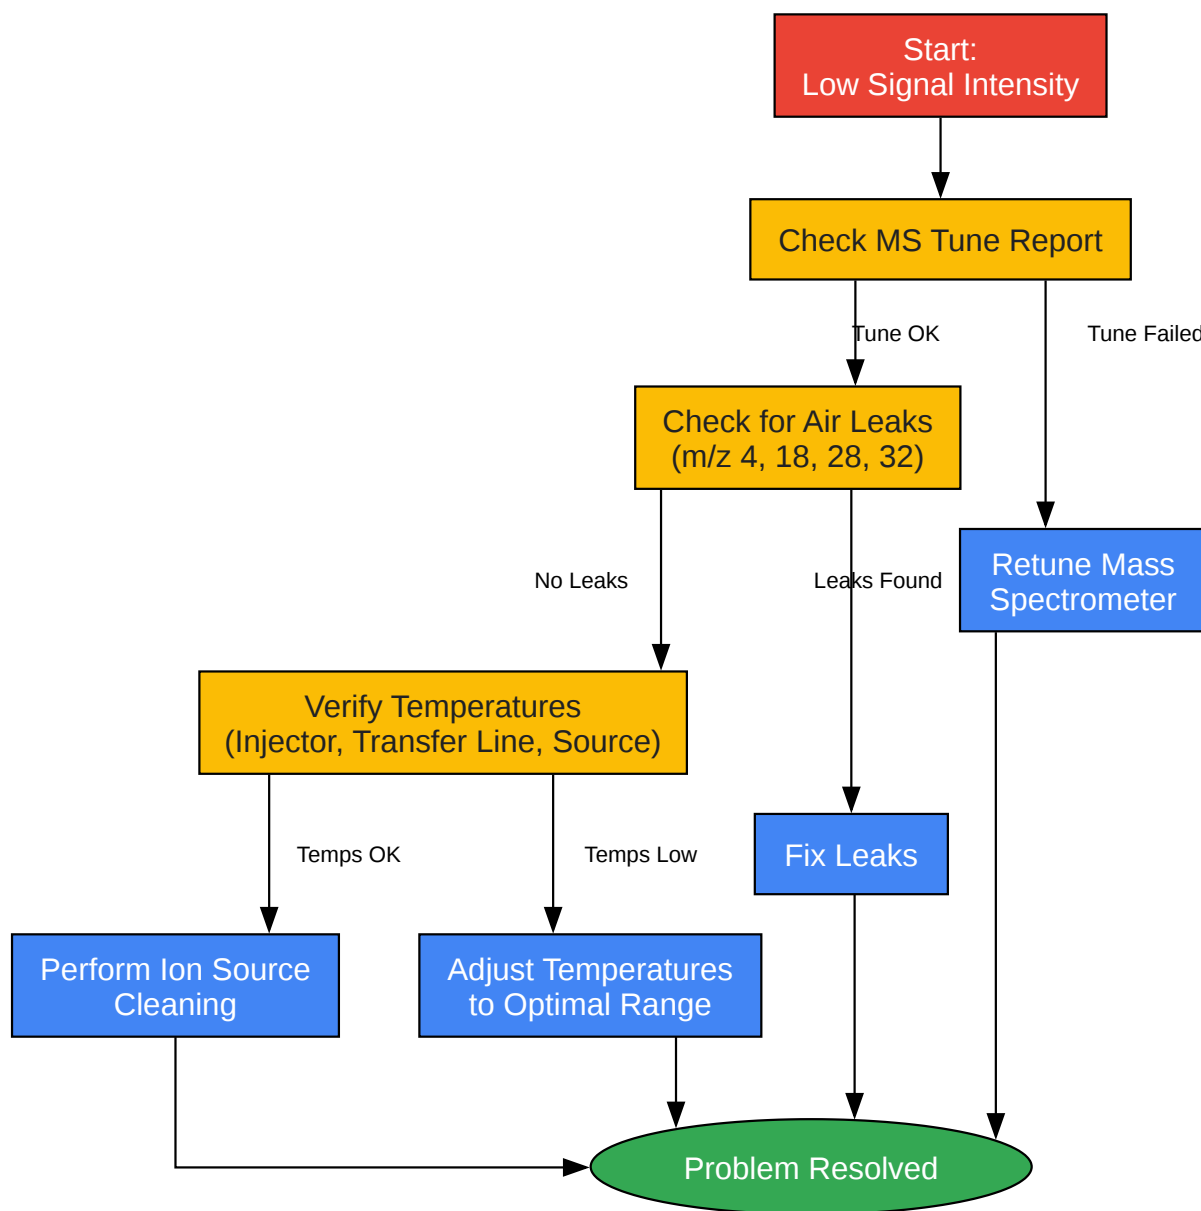 Start:
Low Signal Intensity
Check MS Tune Report
Tune OK
Tune Failed
Check for Air Leaks
(m/z 4, 18, 28, 32)
No Leaks
Leaks Found
Retune Mass
Spectrometer
Verify Temperatures
(Injector, Transfer Line, Source)
Temps OK
Temps Low
Fix Leaks
Perform Ion Source
Cleaning
Adjust Temperatures
to Optimal Range
Problem Resolved